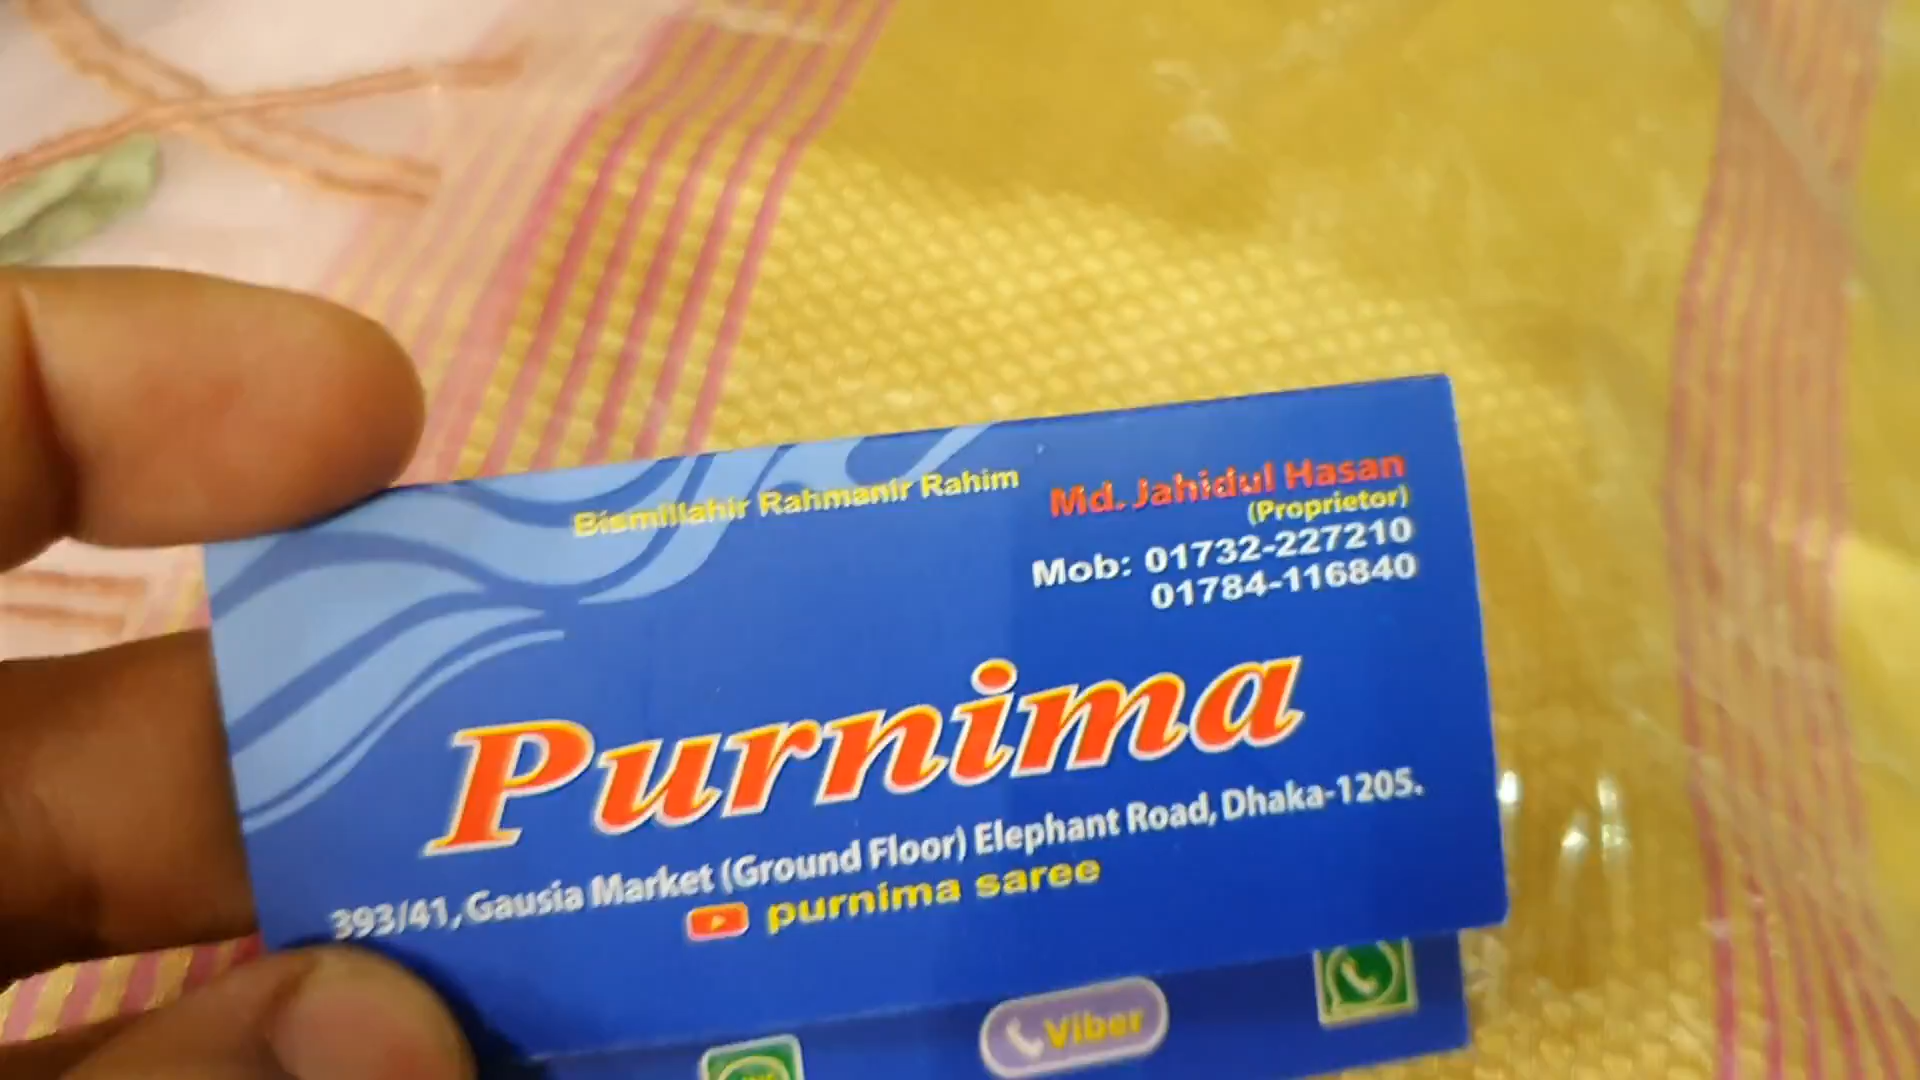 Bismillahir Rahmanir Rahim
Md. Jahidul Hasan
(Proprietor)
Mob: 01732-227210
01784-116840
Purnima
393/41, Gausia Market (Ground Floor) Elephant Road, Dhaka-1205.
purnima saree
Viber